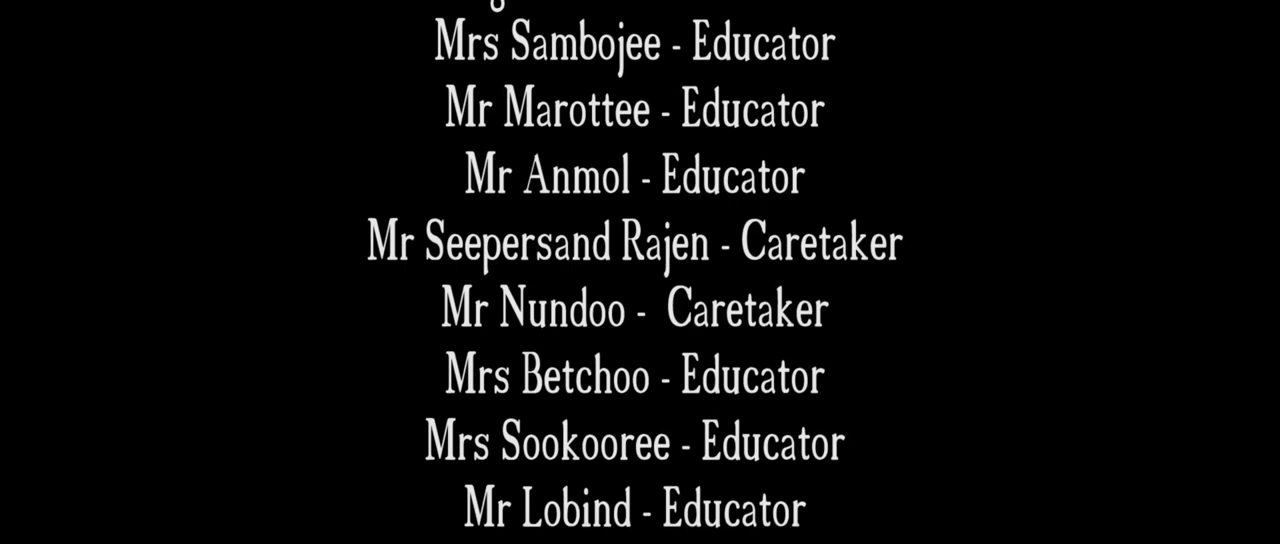 Mrs Sambojee - Educator
Mr Marottee - Educator
Mr Anmol - Educator
Mr Seepersand Rajen - Caretaker
Mr Nundoo -  Caretaker
Mrs Betchoo - Educator
Mrs Sookooree - Educator
Mr Lobind - Educator